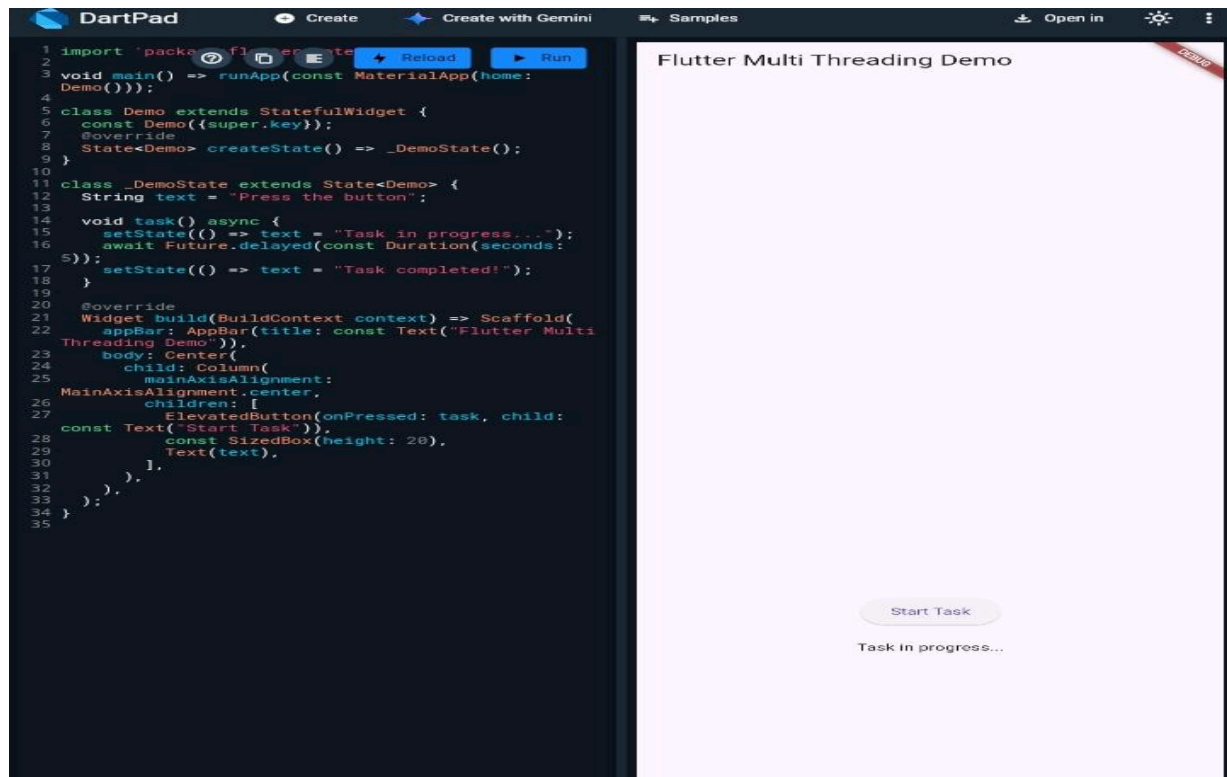 DartPad
Create
Create with Gemini
Samples
Open in
Reload
Run
1 import 'packa
2
3 void main() => runApp(const MaterialApp(home:
Demo()));
4
5 class Demo extends StatefulWidget {
6 const Demo({super.key});
7 @override
8 State<Demo> createState() => _DemoState();
9 }
10
11 class _DemoState extends State<Demo> {
12 String text = "Press the button";
13
14 void task() async {
15 setState(() => text = "Task in progress...");
16 await Future.delayed(const Duration(seconds:
5));
17 setState(() => text = "Task completed!");
18 }
19
20 @override
21 Widget build(BuildContext context) => Scaffold(
22 appBar: AppBar(title: const Text("Flutter Multi
Threading Demo")),
23 body: Center(
24 child: Column(
25 mainAxisAlignment:
MainAxisAlignment.center,
26 children: [
27 ElevatedButton(onPressed: task, child:
const Text("Start Task")),
28 const SizedBox(height: 20),
29 Text(text),
30 ],
31 ),
32 ),
33 );
34 }
35
Flutter Multi Threading Demo
DEBUG
Start Task
Task in progress...